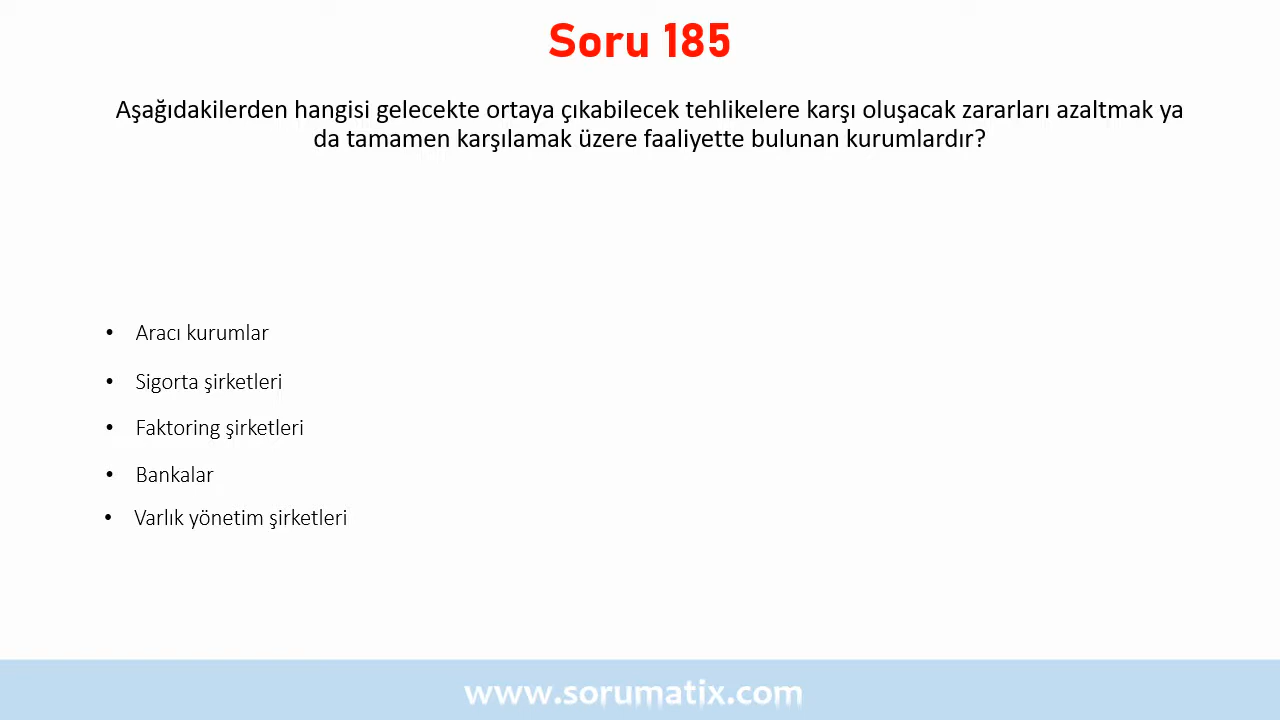 Soru 185
Aşağıdakilerden hangisi gelecekte ortaya çıkabilecek tehlikelere karşı oluşacak zararları azaltmak ya
da tamamen karşılamak üzere faaliyette bulunan kurumlardır?
• Aracı kurumlar
• Sigorta şirketleri
• Faktoring şirketleri
• Bankalar
• Varlık yönetim şirketleri
www.sorumatix.com